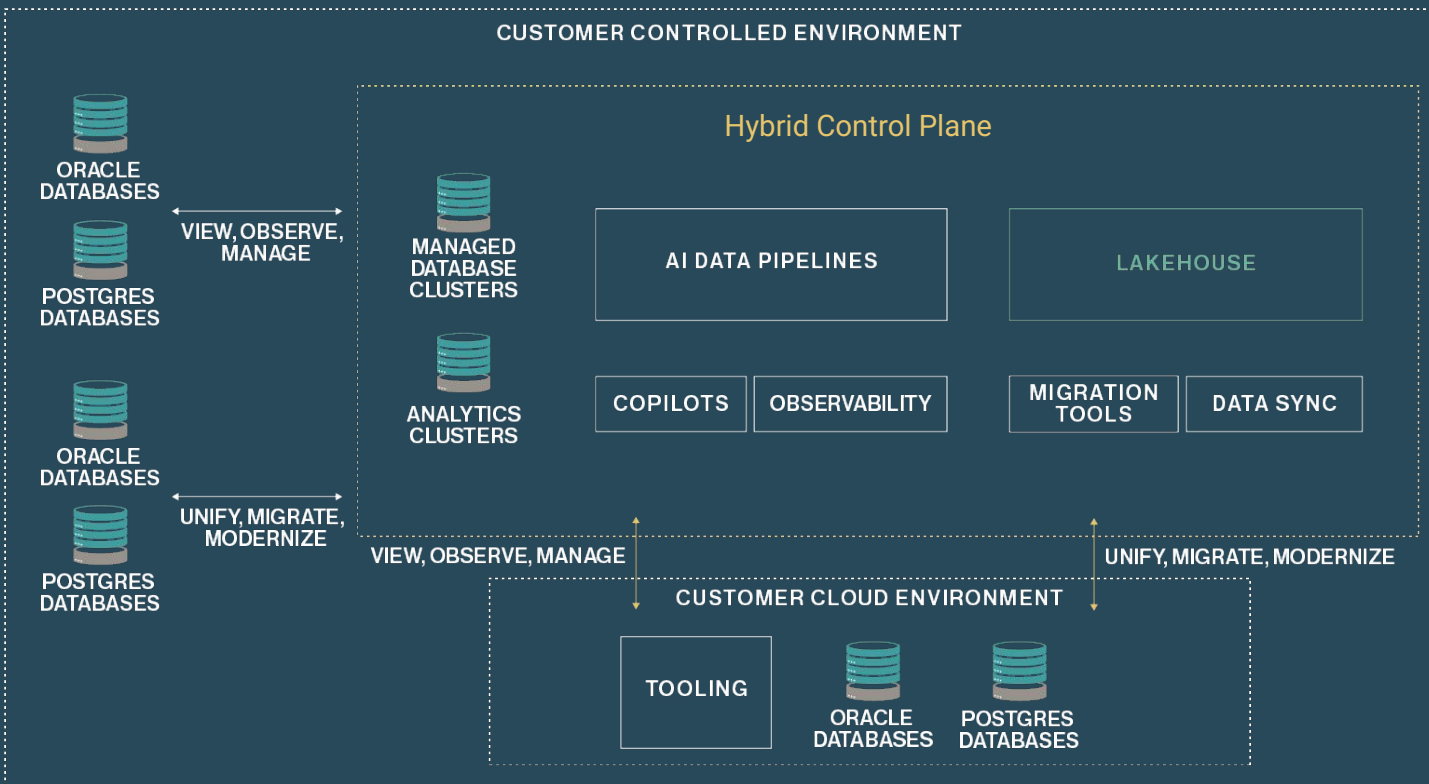 CUSTOMER CONTROLLED ENVIRONMENT
ORACLE
DATABASES
POSTGRES
DATABASES
VIEW, OBSERVE,
MANAGE
ORACLE
DATABASES
POSTGRES
DATABASES
UNIFY, MIGRATE,
MODERNIZE
Hybrid Control Plane
MANAGED
DATABASE
CLUSTERS
ANALYTICS
CLUSTERS
AI DATA PIPELINES
LAKEHOUSE
COPILOTS
OBSERVABILITY
MIGRATION
TOOLS
DATA SYNC
VIEW, OBSERVE, MANAGE
UNIFY, MIGRATE, MODERNIZE
CUSTOMER CLOUD ENVIRONMENT
TOOLING
ORACLE
DATABASES
POSTGRES
DATABASES